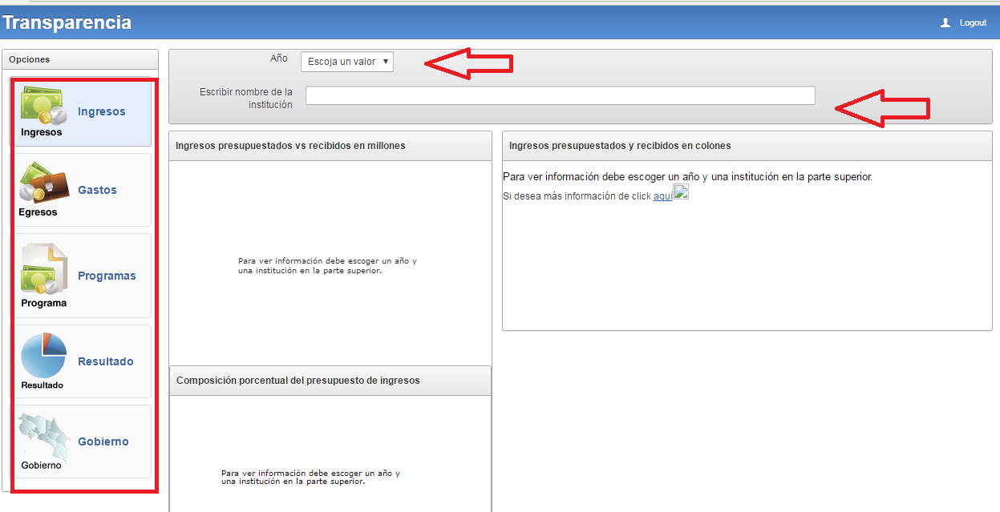 Transparencia
Logout
Opciones
Ingresos
Ingresos
Gastos
Egresos
Programas
Programa
Resultado
Resultado
Gobierno
Gobierno
Año
Escoja un valor
Escribir nombre de la
institución
Ingresos presupuestados vs recibidos en millones
Para ver información debe escoger un año y
una institución en la parte superior.
Composición porcentual del presupuesto de ingresos
Para ver información debe escoger un año y
una institución en la parte superior.
Ingresos presupuestados y recibidos en colones
Para ver información debe escoger un año y una institución en la parte superior.
Si desea más información de click aquí